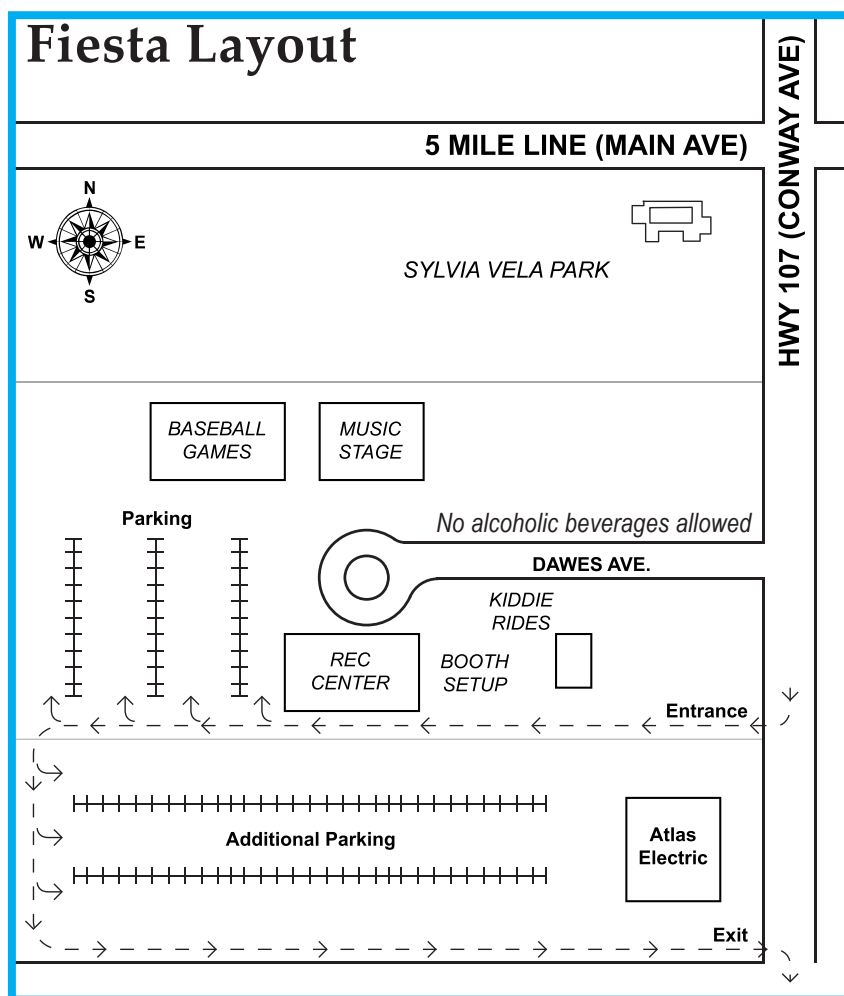 Fiesta Layout
5 MILE LINE (MAIN AVE)
HWY 107 (CONWAY AVE)
N
W
E
S
SYLVIA VELA PARK
BASEBALL
GAMES
MUSIC
STAGE
Parking
No alcoholic beverages allowed
DAWES AVE.
KIDDIE
RIDES
REC
CENTER
BOOTH
SETUP
Entrance
Additional Parking
Atlas
Electric
Exit